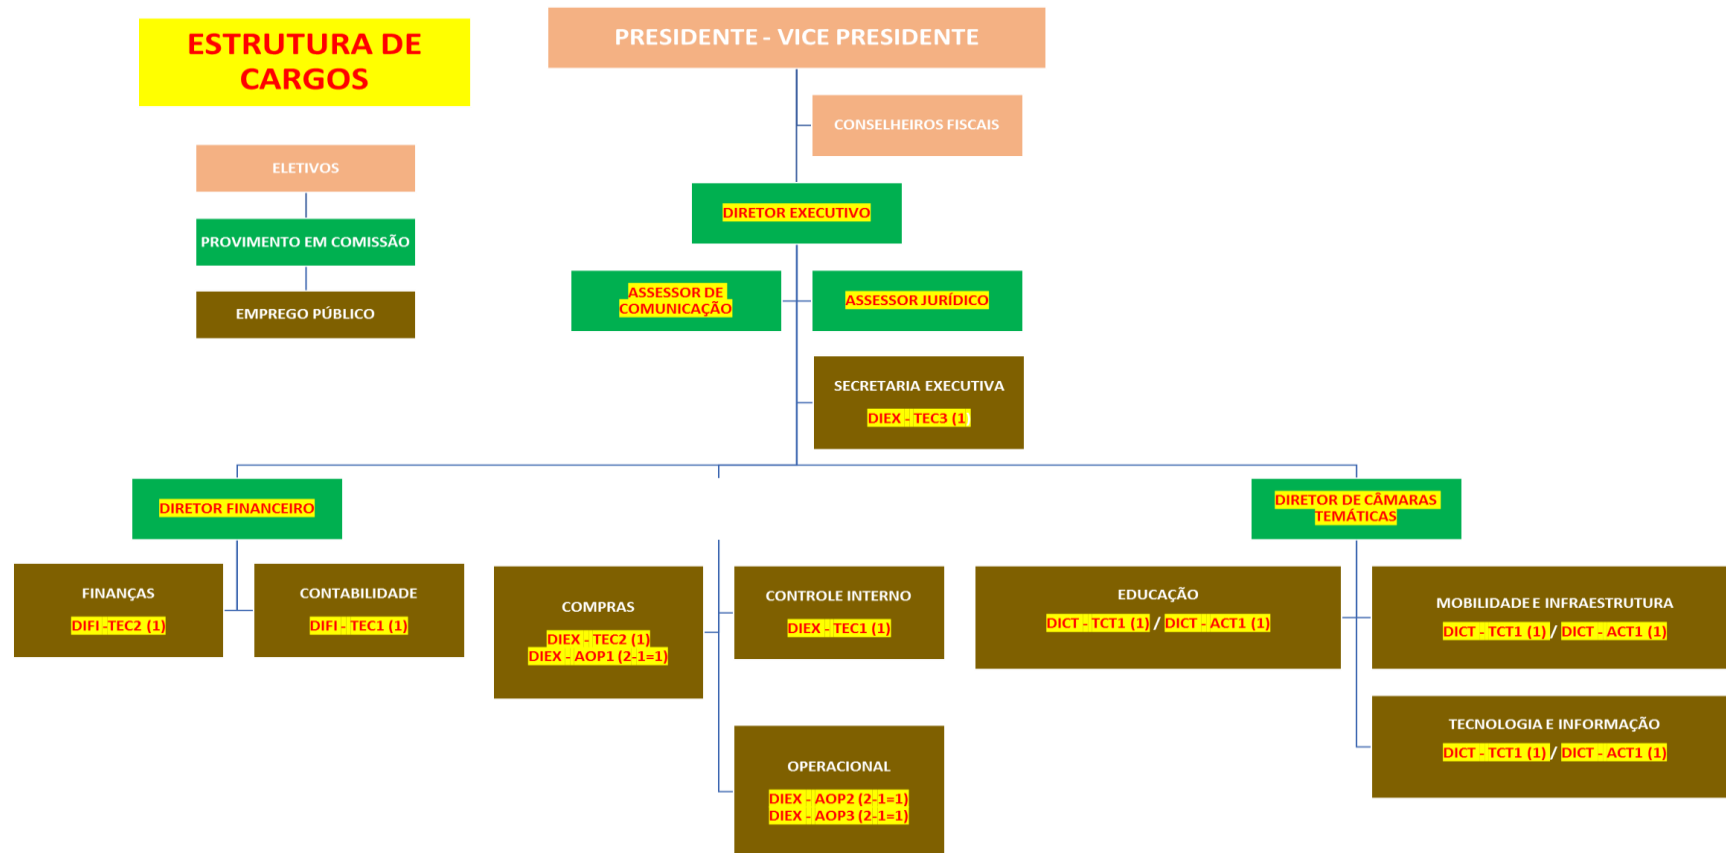 ESTRUTURA DE
CARGOS
PRESIDENTE - VICE PRESIDENTE
CONSELHEIROS FISCAIS
ELETIVOS
PROVIMENTO EM COMISSÃO
EMPREGO PÚBLICO
DIRETOR EXECUTIVO
ASSESSOR DE
COMUNICAÇÃO
ASSESSOR JURÍDICO
SECRETARIA EXECUTIVA
DIEX - TEC3 (1)
DIRETOR FINANCEIRO
DIRETOR DE CÂMARAS
TEMÁTICAS
FINANÇAS
DIFI -TEC2 (1)
CONTABILIDADE
DIFI - TEC1 (1)
COMPRAS
DIEX - TEC2 (1)
DIEX - AOP1 (2-1=1)
CONTROLE INTERNO
DIEX - TEC1 (1)
OPERACIONAL
DIEX - AOP2 (2-1=1)
DIEX - AOP3 (2-1=1)
EDUCAÇÃO
DICT - TCT1 (1) / DICT - ACT1 (1)
MOBILIDADE E INFRAESTRUTURA
DICT - TCT1 (1) / DICT - ACT1 (1)
TECNOLOGIA E INFORMAÇÃO
DICT - TCT1 (1) / DICT - ACT1 (1)